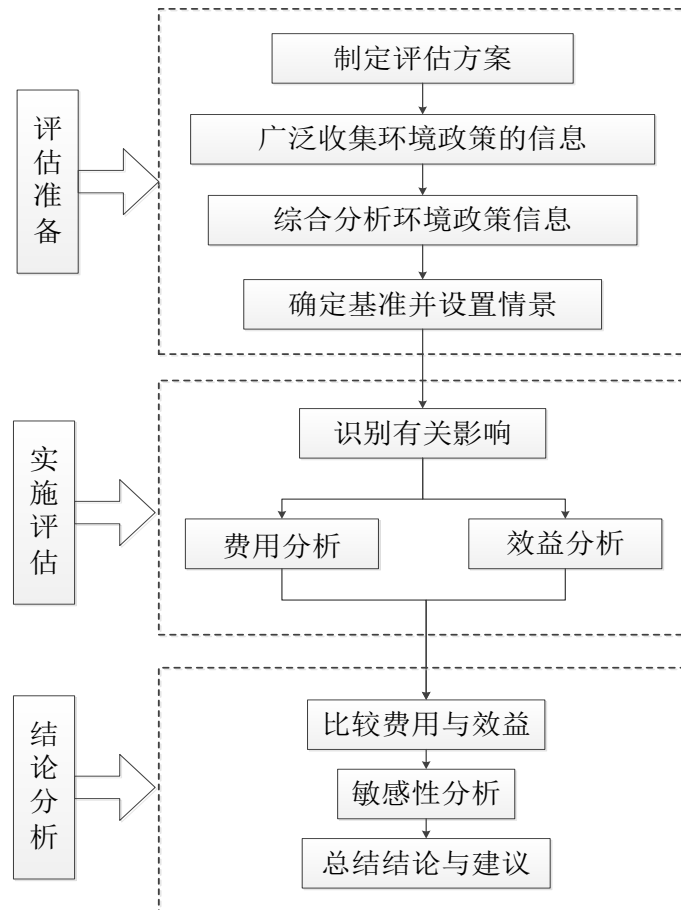 评估准备
制定评估方案
广泛收集环境政策的信息
综合分析环境政策信息
确定基准并设置情景
实施评估
识别有关影响
费用分析
效益分析
结论分析
比较费用与效益
敏感性分析
总结结论与建议